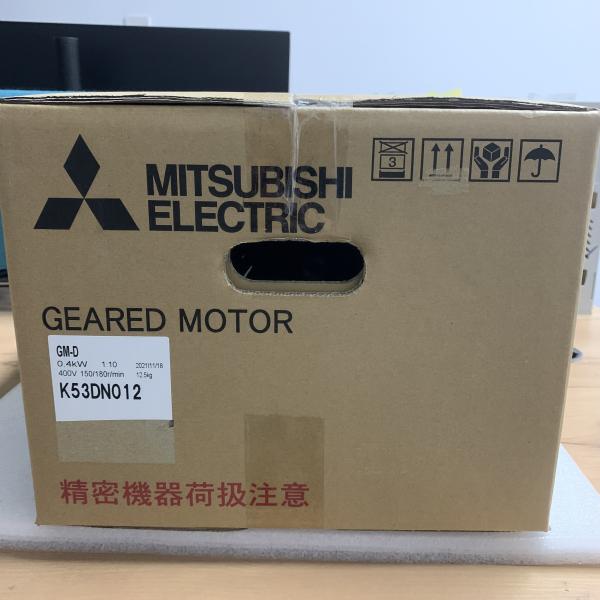 MITSUBISHI
ELECTRIC
3
GEARED MOTOR
GM-D
0.4kW 1:10 2021/11/18
400V 150/180r/min 12.5kg
K53DN012
精密機器荷扱注意